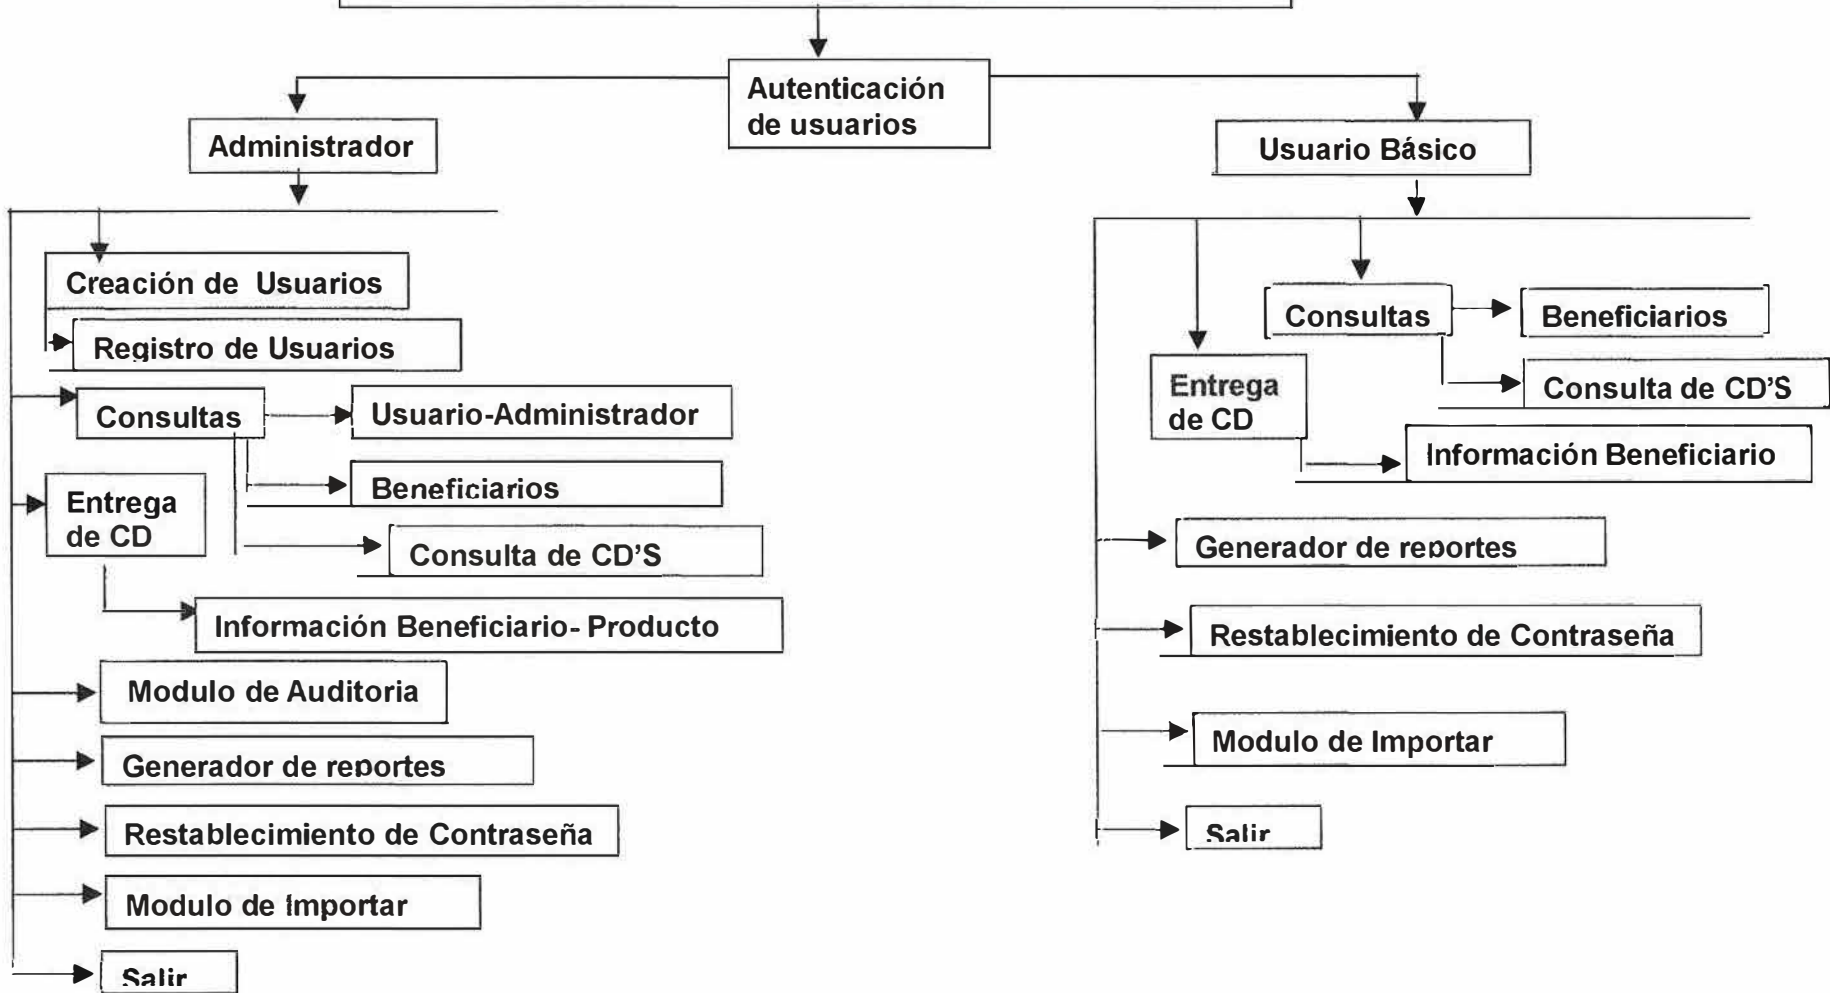 Autenticación
de usuarios
Administrador
Usuario Básico
Creación de Usuarios
Registro de Usuarios
Consultas
Usuario-Administrador
Beneficiarios
Entrega
de CD
Consulta de CD'S
Información Beneficiario- Producto
Modulo de Auditoria
Generador de reportes
Restablecimiento de Contraseña
Modulo de Importar
Salir
Consultas
Beneficiarios
Consulta de CD'S
Entrega
de CD
Información Beneficiario
Generador de reportes
Restablecimiento de Contraseña
Modulo de Importar
Salir